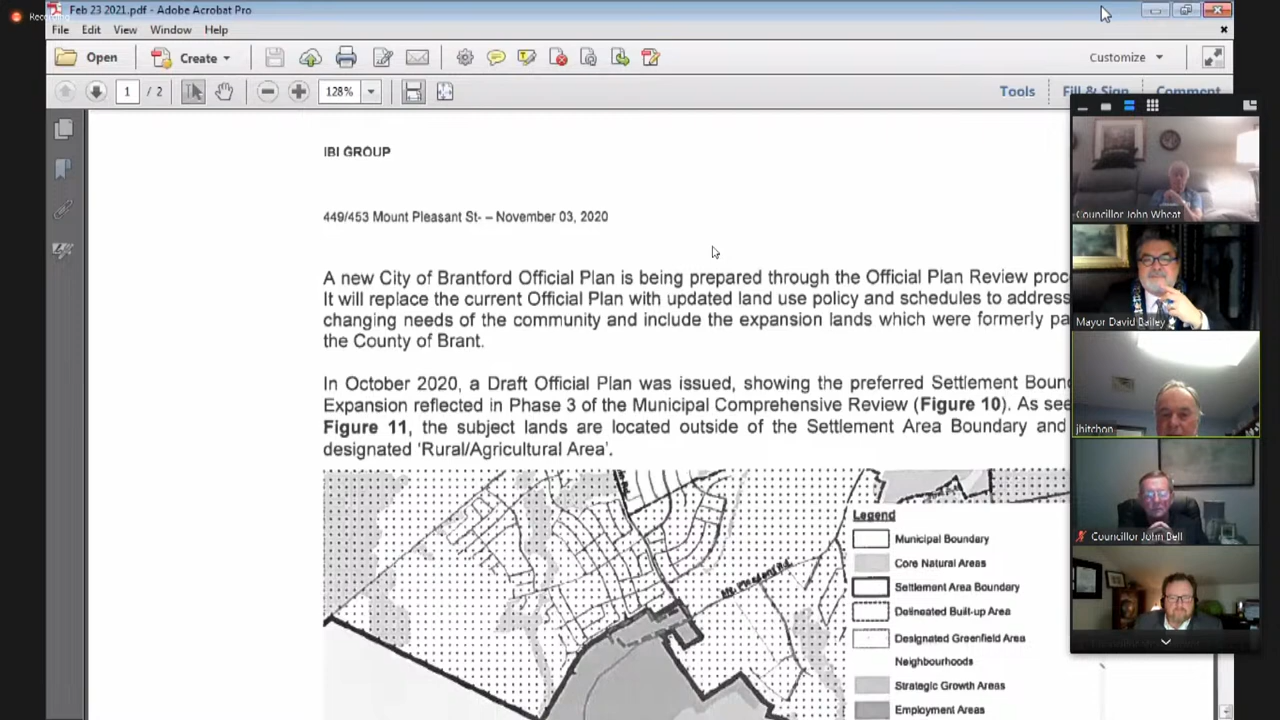 Recording
Feb 23 2021.pdf - Adobe Acrobat Pro
File Edit View Window Help
Open Create Customize
1 / 2 128% Tools Fill & Sign Comment
IBI GROUP
449/453 Mount Pleasant St- – November 03, 2020
A new City of Brantford Official Plan is being prepared through the Official Plan Review proc
It will replace the current Official Plan with updated land use policy and schedules to address
changing needs of the community and include the expansion lands which were formerly pa
the County of Brant.
In October 2020, a Draft Official Plan was issued, showing the preferred Settlement Bound
Expansion reflected in Phase 3 of the Municipal Comprehensive Review (Figure 10). As see
Figure 11, the subject lands are located outside of the Settlement Area Boundary and
designated 'Rural/Agricultural Area'.
Mt. Pleasant Rd.
Legend
Municipal Boundary
Core Natural Areas
Settlement Area Boundary
Delineated Built-up Area
Designated Greenfield Area
Neighbourhoods
Strategic Growth Areas
Employment Areas
Councillor John Wheat
Mayor David Bailey
jhitchon
Councillor John Bell